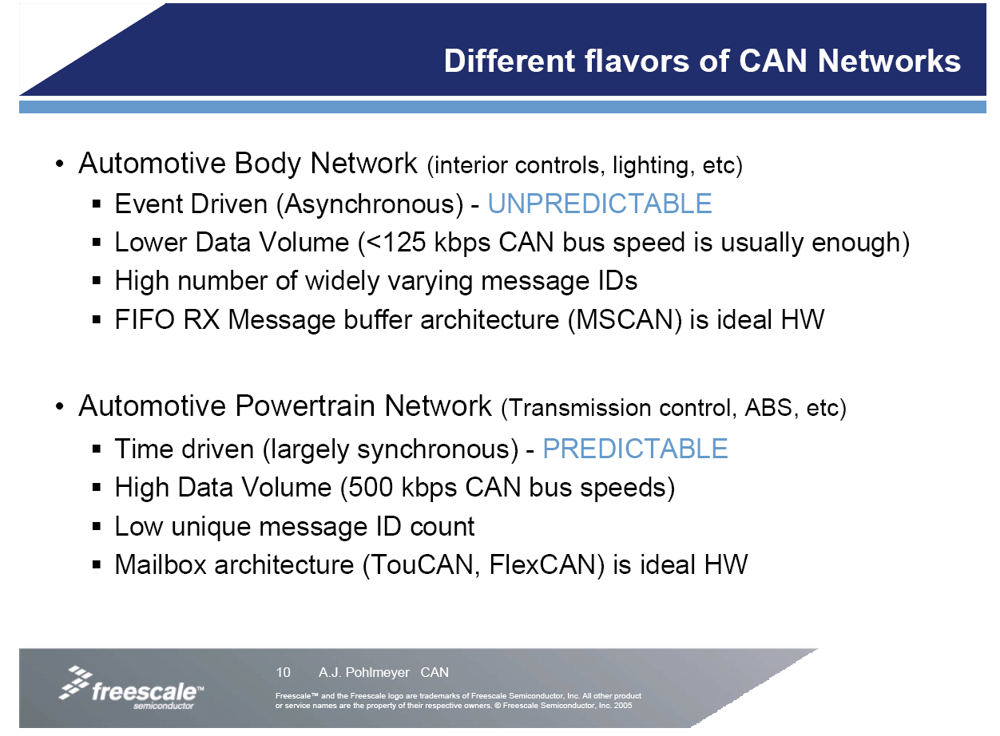 Different flavors of CAN Networks
• Automotive Body Network (interior controls, lighting, etc)
▪ Event Driven (Asynchronous) - UNPREDICTABLE
▪ Lower Data Volume (<125 kbps CAN bus speed is usually enough)
▪ High number of widely varying message IDs
▪ FIFO RX Message buffer architecture (MSCAN) is ideal HW
• Automotive Powertrain Network (Transmission control, ABS, etc)
▪ Time driven (largely synchronous) - PREDICTABLE
▪ High Data Volume (500 kbps CAN bus speeds)
▪ Low unique message ID count
▪ Mailbox architecture (TouCAN, FlexCAN) is ideal HW
10 A.J. Pohlmeyer CAN
freescale™
semiconductor
Freescale™ and the Freescale logo are trademarks of Freescale Semiconductor, Inc. All other product
or service names are the property of their respective owners. © Freescale Semiconductor, Inc. 2005